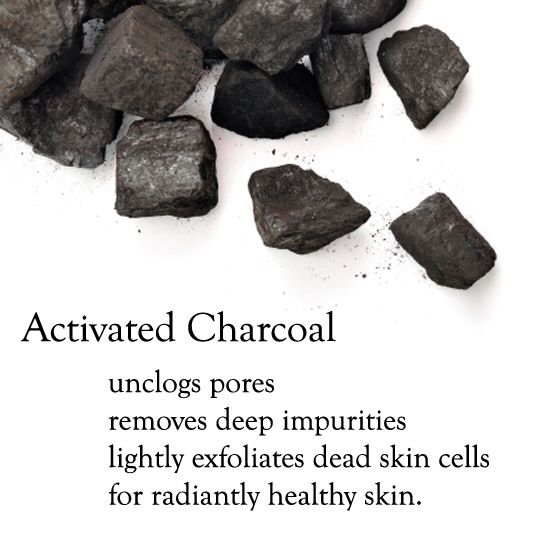 Activated Charcoal
unclogs pores
removes deep impurities
lightly exfoliates dead skin cells
for radiantly healthy skin.